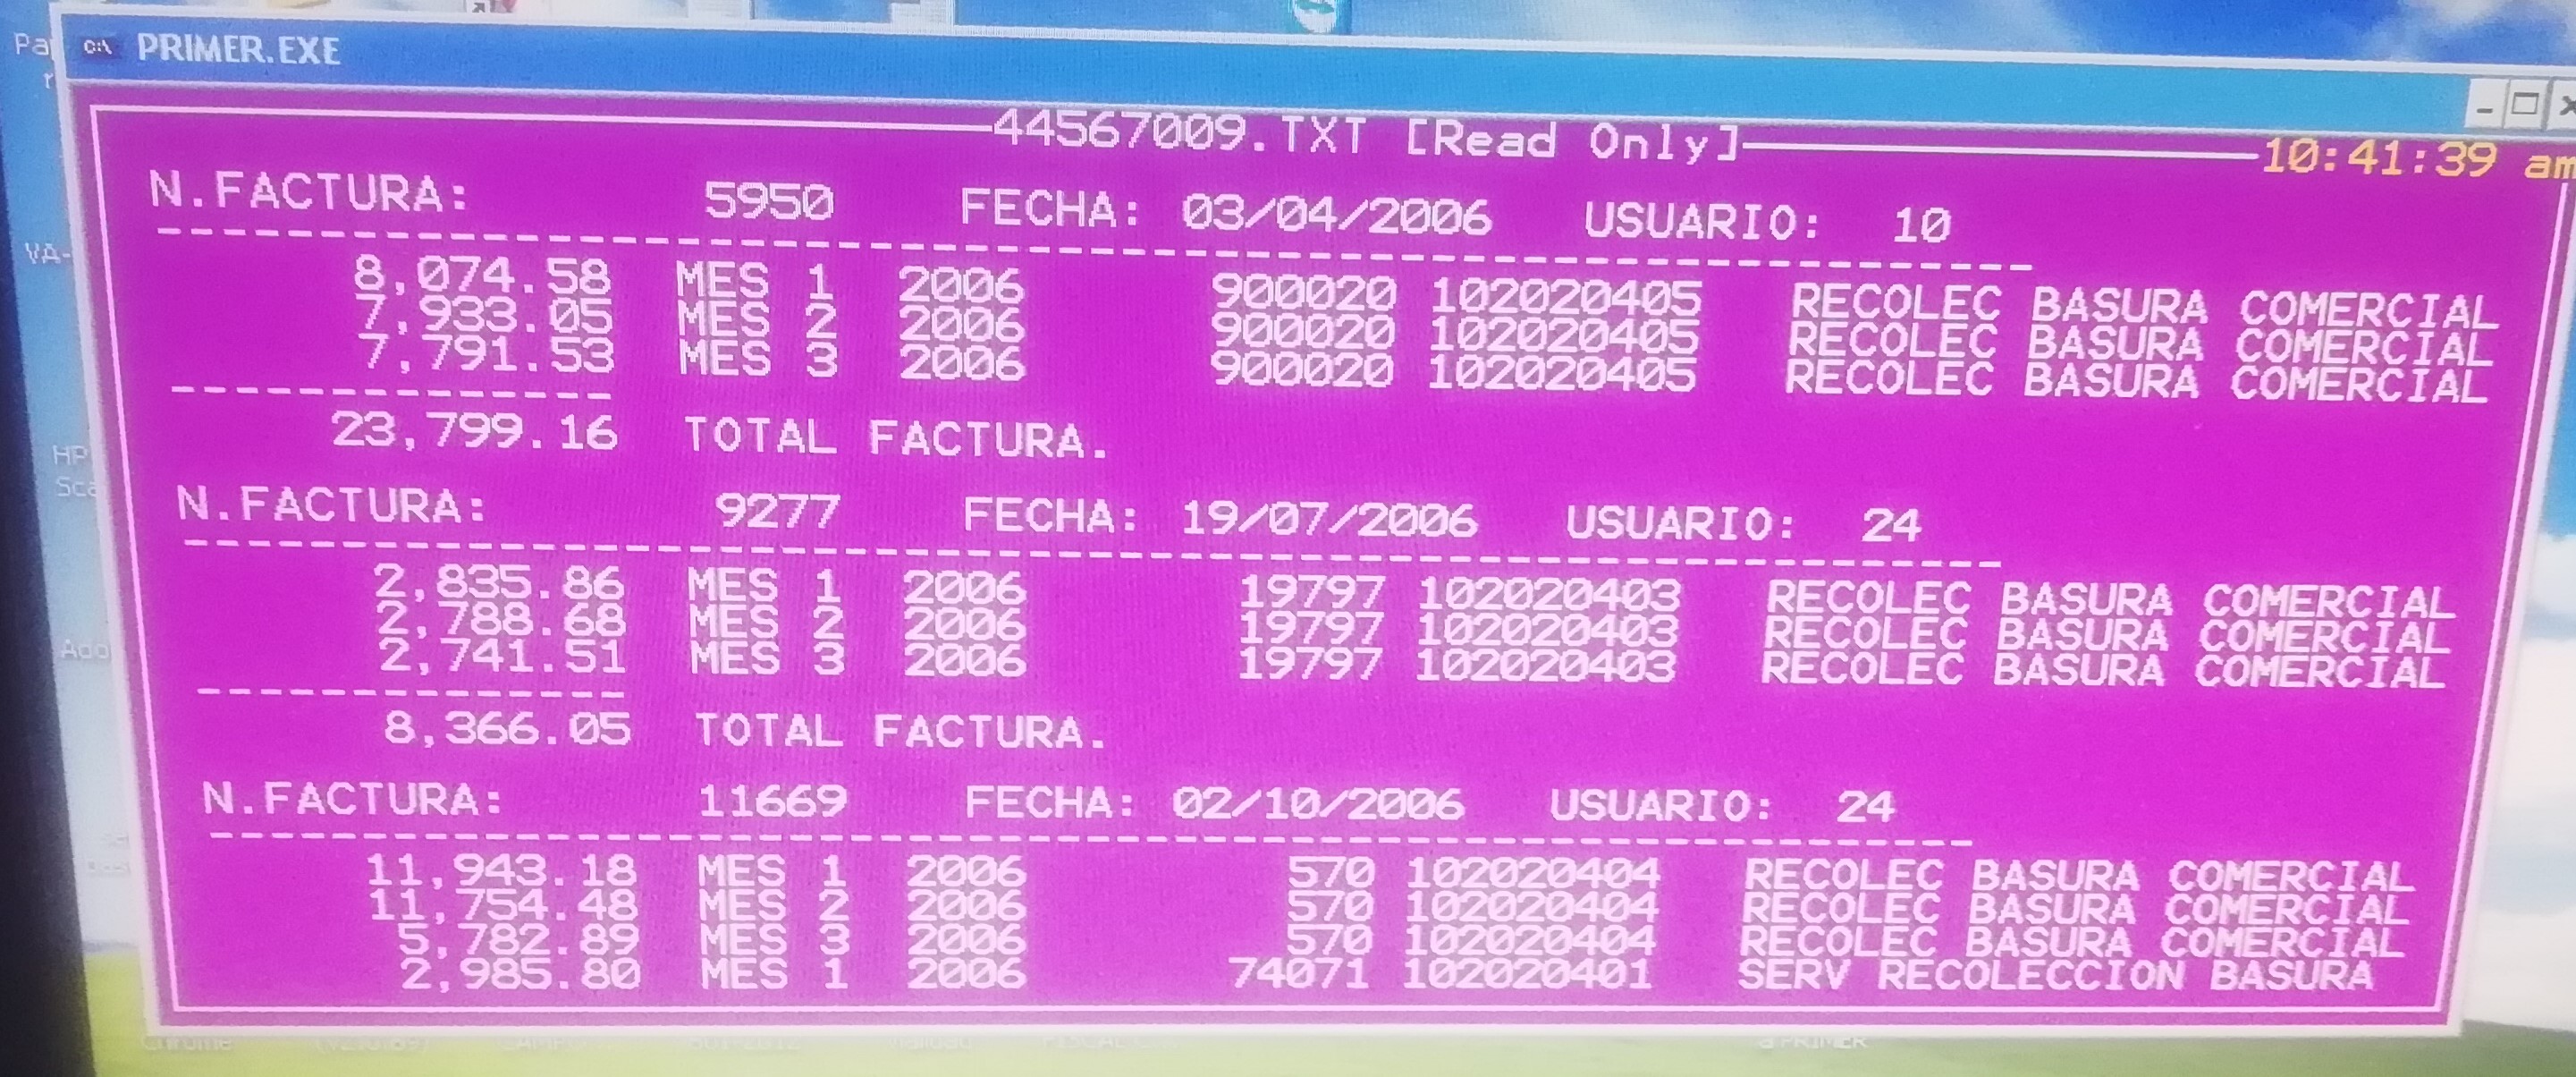 PRIMER.EXE
44567009.TXT [Read Only] 10:41:39 am
N.FACTURA: 5950 FECHA: 03/04/2006 USUARIO: 10
8,074.58 MES 1 2006 900020 102020405 RECOLEC BASURA COMERCIAL
7,933.05 MES 2 2006 900020 102020405 RECOLEC BASURA COMERCIAL
7,791.53 MES 3 2006 900020 102020405 RECOLEC BASURA COMERCIAL
23,799.16 TOTAL FACTURA.
N.FACTURA: 9277 FECHA: 19/07/2006 USUARIO: 24
2,835.86 MES 1 2006 19797 102020403 RECOLEC BASURA COMERCIAL
2,788.68 MES 2 2006 19797 102020403 RECOLEC BASURA COMERCIAL
2,741.51 MES 3 2006 19797 102020403 RECOLEC BASURA COMERCIAL
8,366.05 TOTAL FACTURA.
N.FACTURA: 11669 FECHA: 02/10/2006 USUARIO: 24
11,943.18 MES 1 2006 570 102020404 RECOLEC BASURA COMERCIAL
11,754.48 MES 2 2006 570 102020404 RECOLEC BASURA COMERCIAL
5,782.89 MES 3 2006 570 102020404 RECOLEC BASURA COMERCIAL
2,985.80 MES 1 2006 74071 102020401 SERV RECOLECCION BASURA